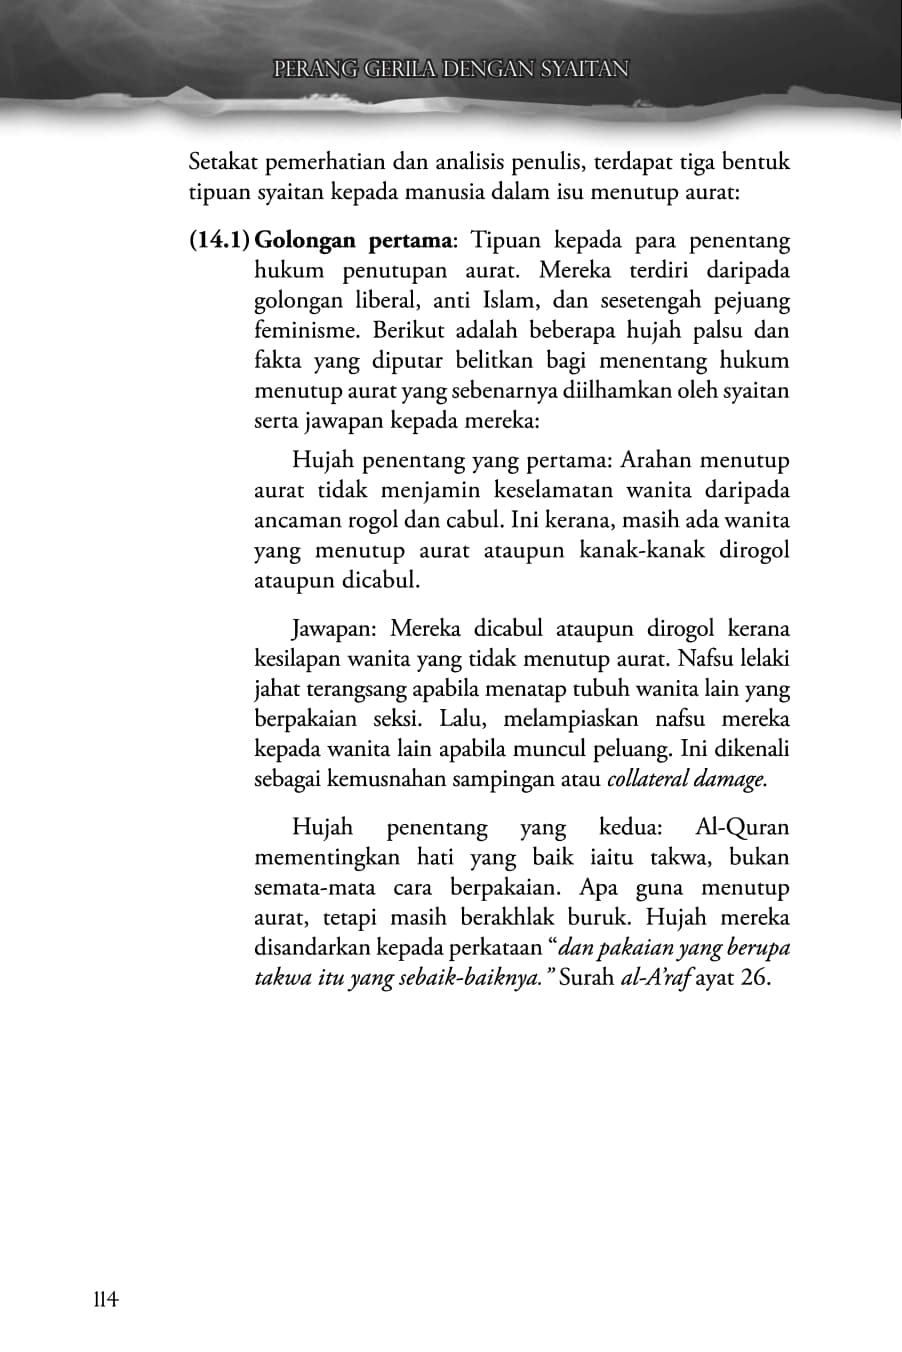 PERANG GERILA DENGAN SYAITAN
Setakat pemerhatian dan analisis penulis, terdapat tiga bentuk
tipuan syaitan kepada manusia dalam isu menutup aurat:
(14.1) Golongan pertama: Tipuan kepada para penentang
hukum penutupan aurat. Mereka terdiri daripada
golongan liberal, anti Islam, dan sesetengah pejuang
feminisme. Berikut adalah beberapa hujah palsu dan
fakta yang diputar belitkan bagi menentang hukum
menutup aurat yang sebenarnya diilhamkan oleh syaitan
serta jawapan kepada mereka:
Hujah penentang yang pertama: Arahan menutup
aurat tidak menjamin keselamatan wanita daripada
ancaman rogol dan cabul. Ini kerana, masih ada wanita
yang menutup aurat ataupun kanak-kanak dirogol
ataupun dicabul.
Jawapan: Mereka dicabul ataupun dirogol kerana
kesilapan wanita yang tidak menutup aurat. Nafsu lelaki
jahat terangsang apabila menatap tubuh wanita lain yang
berpakaian seksi. Lalu, melampiaskan nafsu mereka
kepada wanita lain apabila muncul peluang. Ini dikenali
sebagai kemusnahan sampingan atau collateral damage.
Hujah penentang yang kedua: Al-Quran
mementingkan hati yang baik iaitu takwa, bukan
semata-mata cara berpakaian. Apa guna menutup
aurat, tetapi masih berakhlak buruk. Hujah mereka
disandarkan kepada perkataan “dan pakaian yang berupa
takwa itu yang sebaik-baiknya.” Surah al-A’raf ayat 26.
114